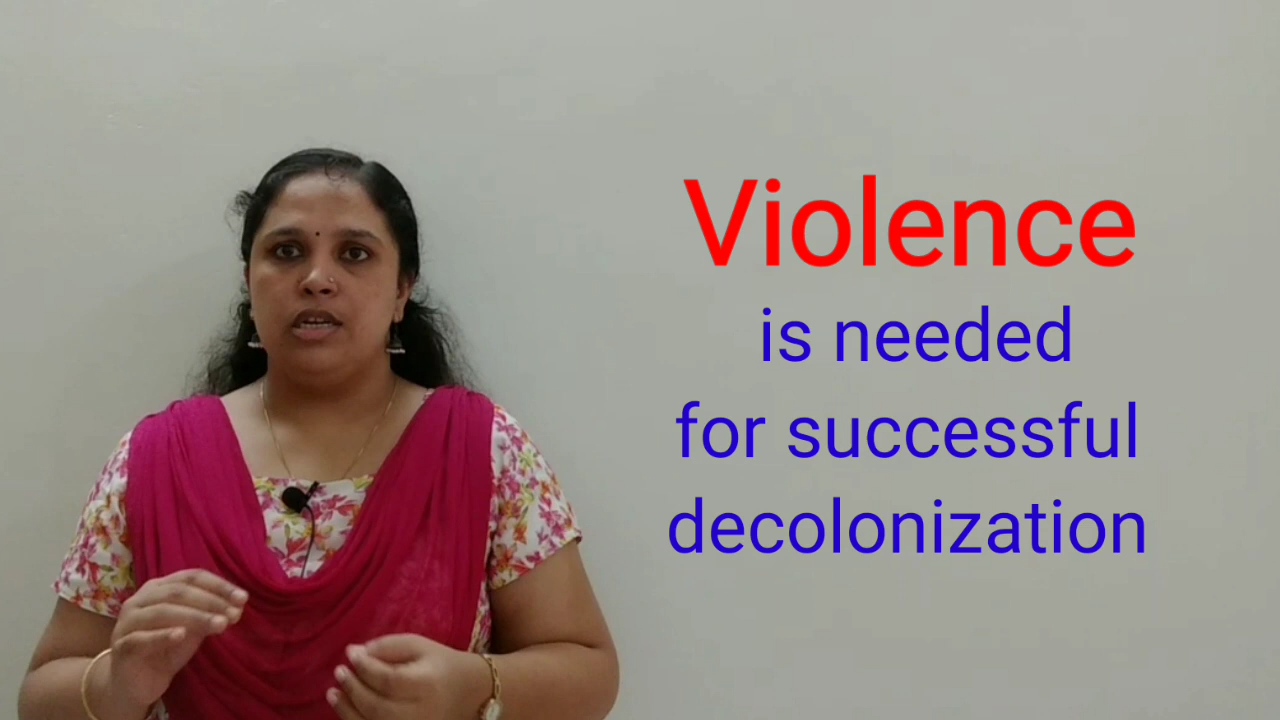 Violence
is needed
for successful
decolonization